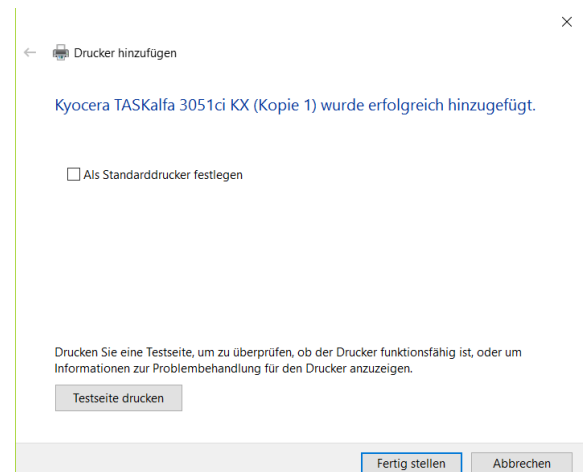 Drucker hinzufügen
Kyocera TASKalfa 3051ci KX (Kopie 1) wurde erfolgreich hinzugefügt.
Als Standarddrucker festlegen
Drucken Sie eine Testseite, um zu überprüfen, ob der Drucker funktionsfähig ist, oder um
Informationen zur Problembehandlung für den Drucker anzuzeigen.
Testseite drucken
Fertig stellen
Abbrechen